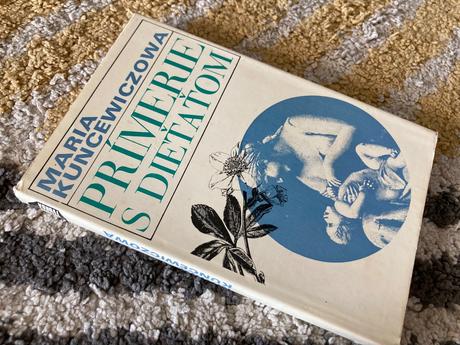 MARIA
KUNCEWICZOWA
PRÍMERIE
S DIEŤAŤOM
KUNCEWICZOWA